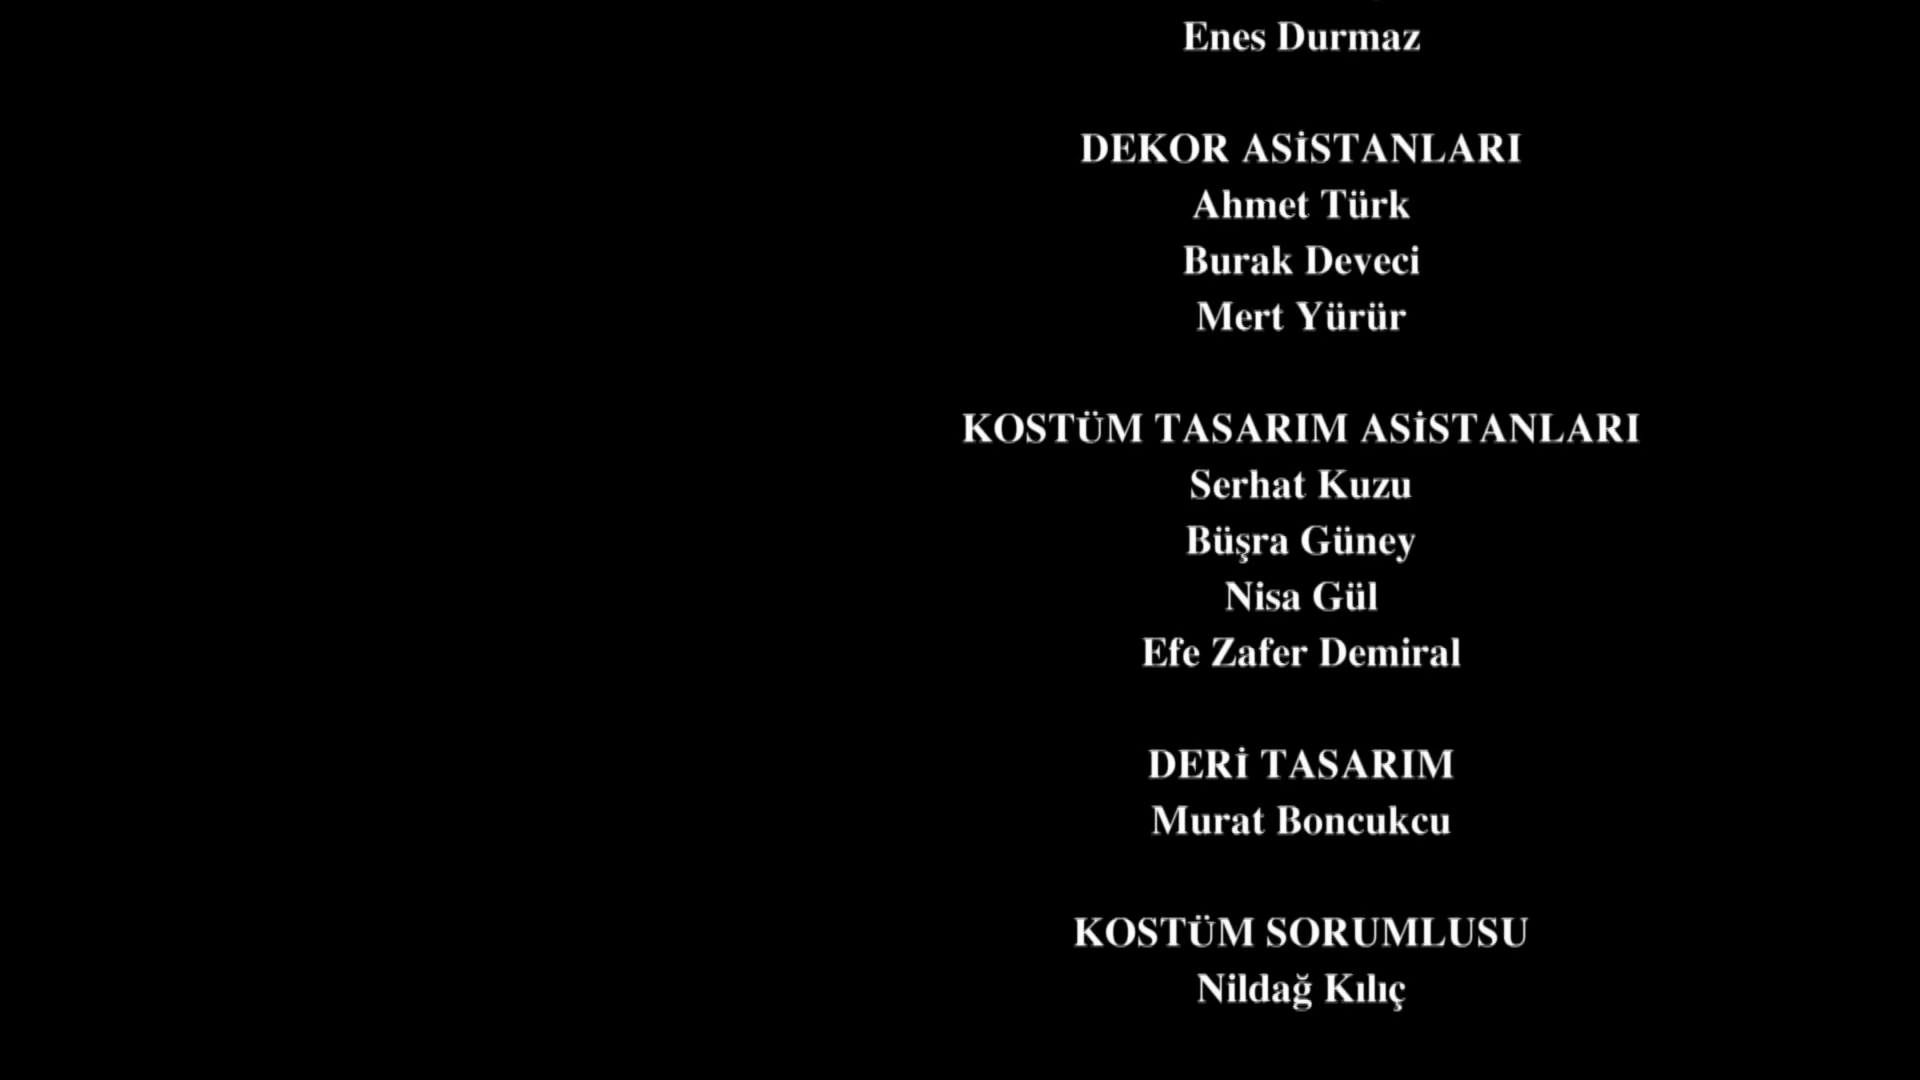 Enes Durmaz
DEKOR ASİSTANLARI
Ahmet Türk
Burak Deveci
Mert Yürür
KOSTÜM TASARIM ASİSTANLARI
Serhat Kuzu
Büşra Güney
Nisa Gül
Efe Zafer Demiral
DERİ TASARIM
Murat Boncukcu
KOSTÜM SORUMLUSU
Nildağ Kılıç